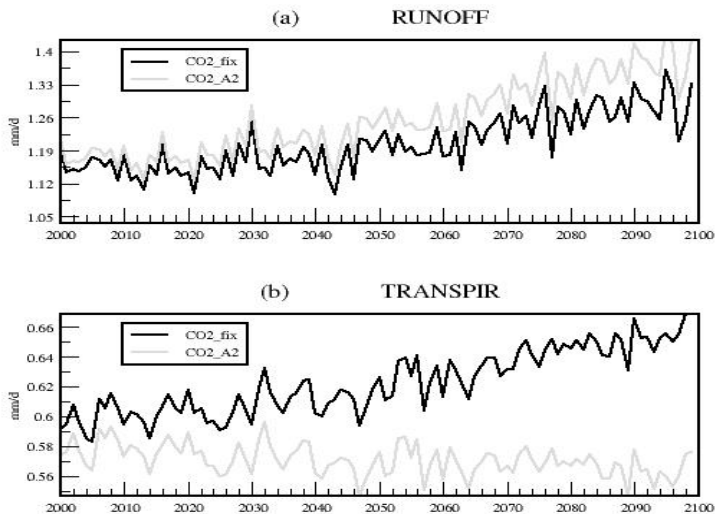 (a) RUNOFF
1.4
1.33
1.26
1.19
1.12
1.05
mm/d
CO2_fix
CO2_A2
2000 2010 2020 2030 2040 2050 2060 2070 2080 2090 2100
(b) TRANSPIR
0.66
0.64
0.62
0.6
0.58
0.56
mm/d
CO2_fix
CO2_A2
2000 2010 2020 2030 2040 2050 2060 2070 2080 2090 2100